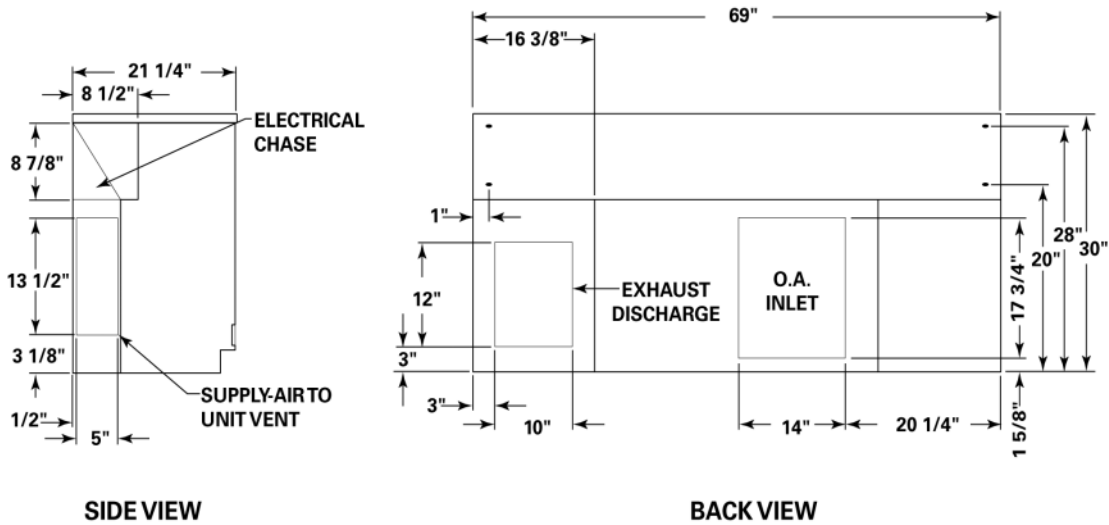 21 1/4"
8 1/2"
ELECTRICAL
CHASE
8 7/8"
13 1/2"
3 1/8"
SUPPLY-AIR TO
UNIT VENT
1/2"
5"
SIDE VIEW
69"
16 3/8"
1"
12"
EXHAUST
DISCHARGE
O.A.
INLET
17 3/4"
20"
28"
30"
3"
3"
10"
14"
20 1/4"
1 5/8"
BACK VIEW